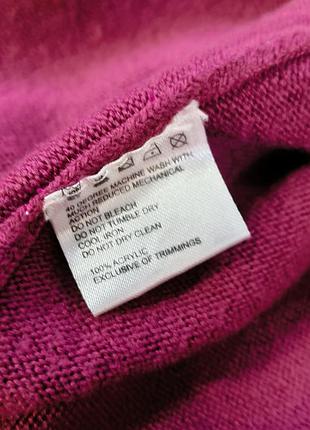 40 DEGREE MACHINE WASH WITH
MUCH REDUCED MECHANICAL
ACTION
DO NOT BLEACH
DO NOT TUMBLE DRY
COOL IRON
DO NOT DRY CLEAN
100% ACRYLIC
EXCLUSIVE OF TRIMMINGS